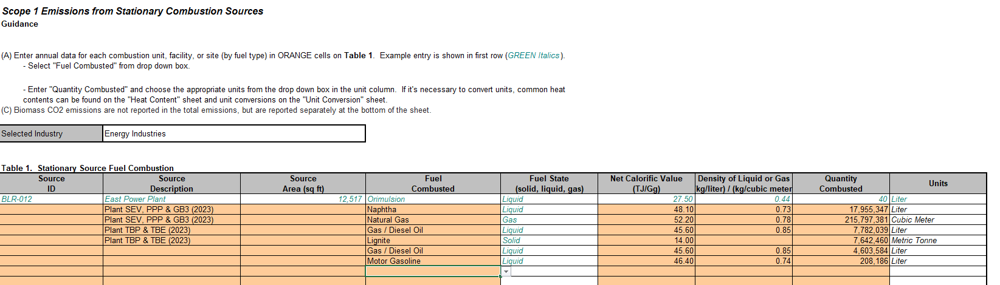 Scope 1 Emissions from Stationary Combustion Sources
Guidance
(A) Enter annual data for each combustion unit, facility, or site (by fuel type) in ORANGE cells on Table 1.  Example entry is shown in first row (GREEN Italics).
- Select "Fuel Combusted" from drop down box.
- Enter "Quantity Combusted" and choose the appropriate units from the drop down box in the unit column.  If it's necessary to convert units, common heat
contents can be found on the "Heat Content" sheet and unit conversions on the "Unit Conversion" sheet.
(C) Biomass CO2 emissions are not reported in the total emissions, but are reported separately at the bottom of the sheet.
Selected Industry Energy Industries
Table 1.  Stationary Source Fuel Combustion
Source Source Source Fuel Fuel State Net Calorific Value Density of Liquid or Gas Quantity Units
ID Description Area (sq ft) Combusted (solid, liquid, gas) (TJ/Gg) kg/liter) / (kg/cubic meter Combusted
BLR-012 East Power Plant 12,517 Orimulsion Liquid 27.50 0.44 40 Liter
Plant SEV, PPP & GB3 (2023) Naphtha Liquid 48.10 0.73 17,955,347 Liter
Plant SEV, PPP & GB3 (2023) Natural Gas Gas 52.20 0.78 215,797,381 Cubic Meter
Plant TBP & TBE (2023) Gas / Diesel Oil Liquid 45.60 0.85 7,782,039 Liter
Plant TBP & TBE (2023) Lignite Solid 14.00 7,642,460 Metric Tonne
Gas / Diesel Oil Liquid 45.60 0.85 4,603,584 Liter
Motor Gasoline Liquid 46.40 0.74 208,186 Liter